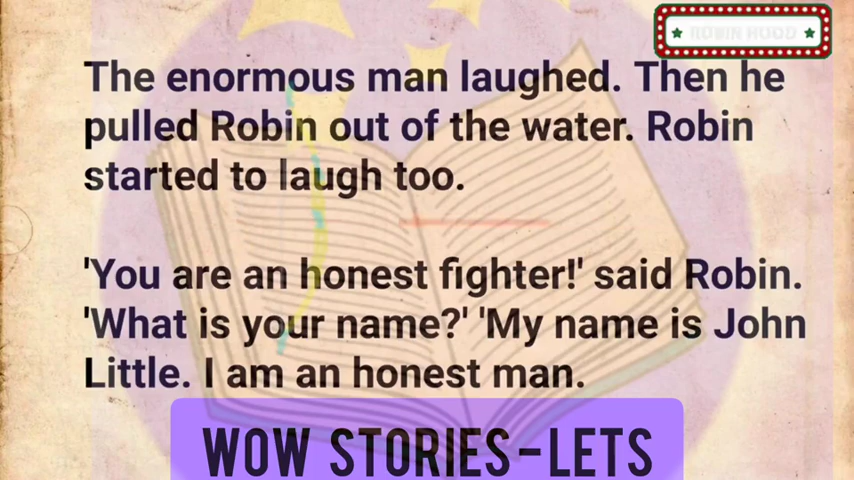 ROBIN HOOD
The enormous man laughed. Then he
pulled Robin out of the water. Robin
started to laugh too.
'You are an honest fighter!' said Robin.
'What is your name?' 'My name is John
Little. I am an honest man.
WOW STORIES-LETS